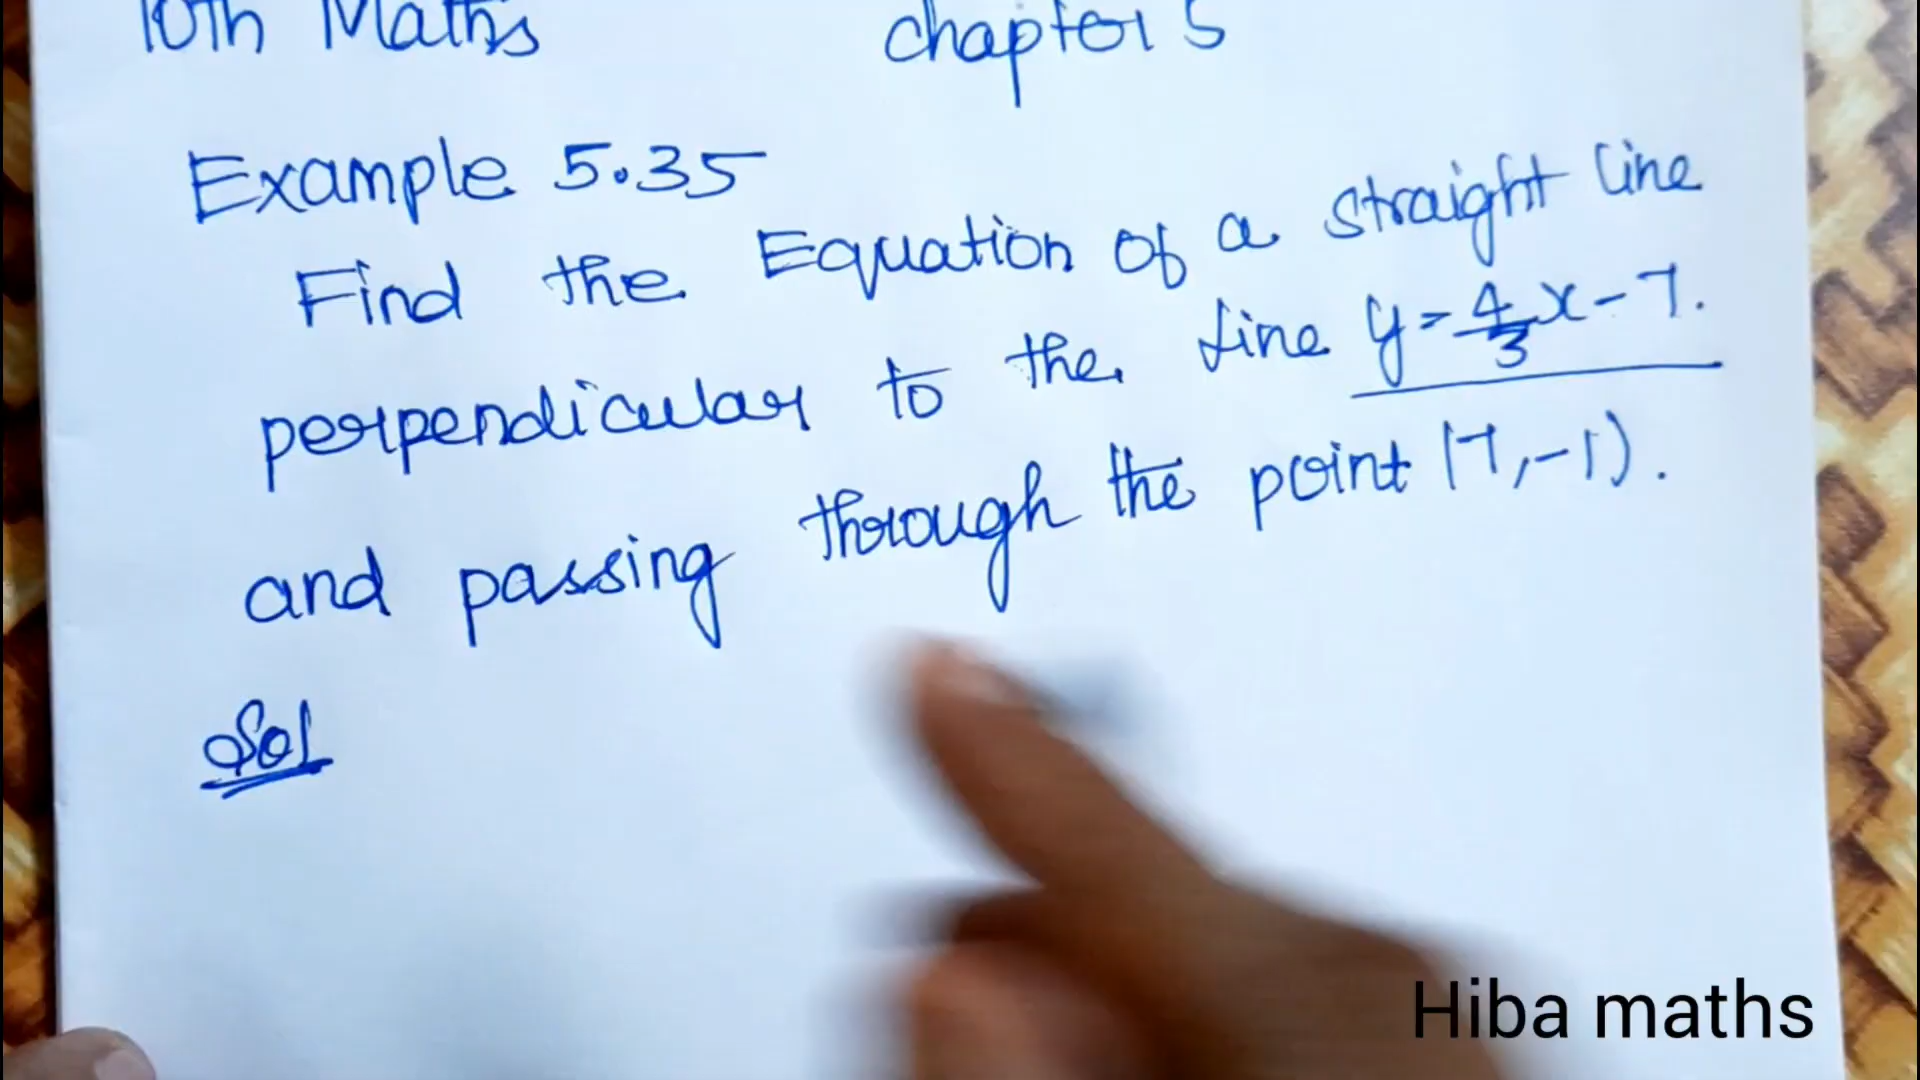 10th Maths chapter 5
Example 5.35
Find the Equation of a straight line
perpendicular to the line y=4/3x-7.
and passing through the point (7,-1).
Sol
Hiba maths